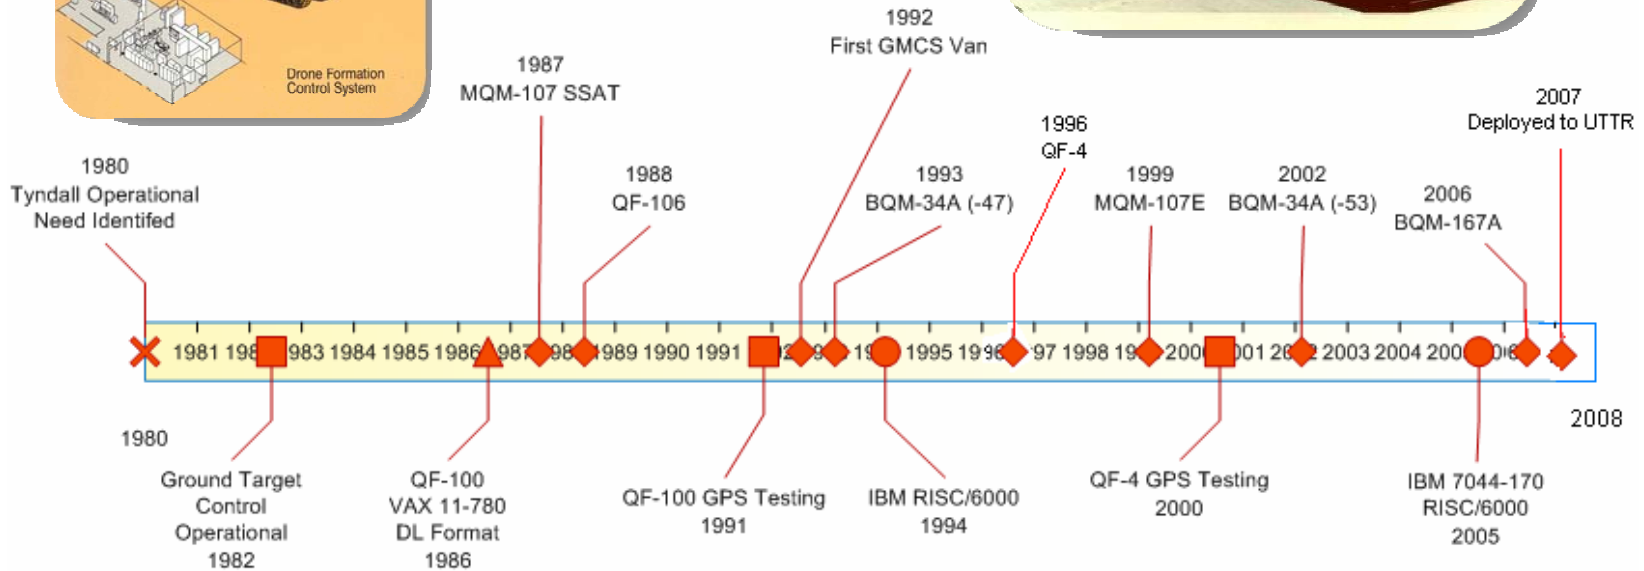 Drone Formation
Control System
1992
First GMCS Van
1987
MQM-107 SSAT
2007
Deployed to UTTR
1996
QF-4
1980
Tyndall Operational
Need Identifed
1988
QF-106
1993
BQM-34A (-47)
1999
MQM-107E
2002
BQM-34A (-53)
2006
BQM-167A
1981 1984 1985 1986 1989 1990 1991 1995 1998 2003 2004
1980
2008
Ground Target
Control
Operational
1982
QF-100
VAX 11-780
DL Format
1986
QF-100 GPS Testing
1991
IBM RISC/6000
1994
QF-4 GPS Testing
2000
IBM 7044-170
RISC/6000
2005